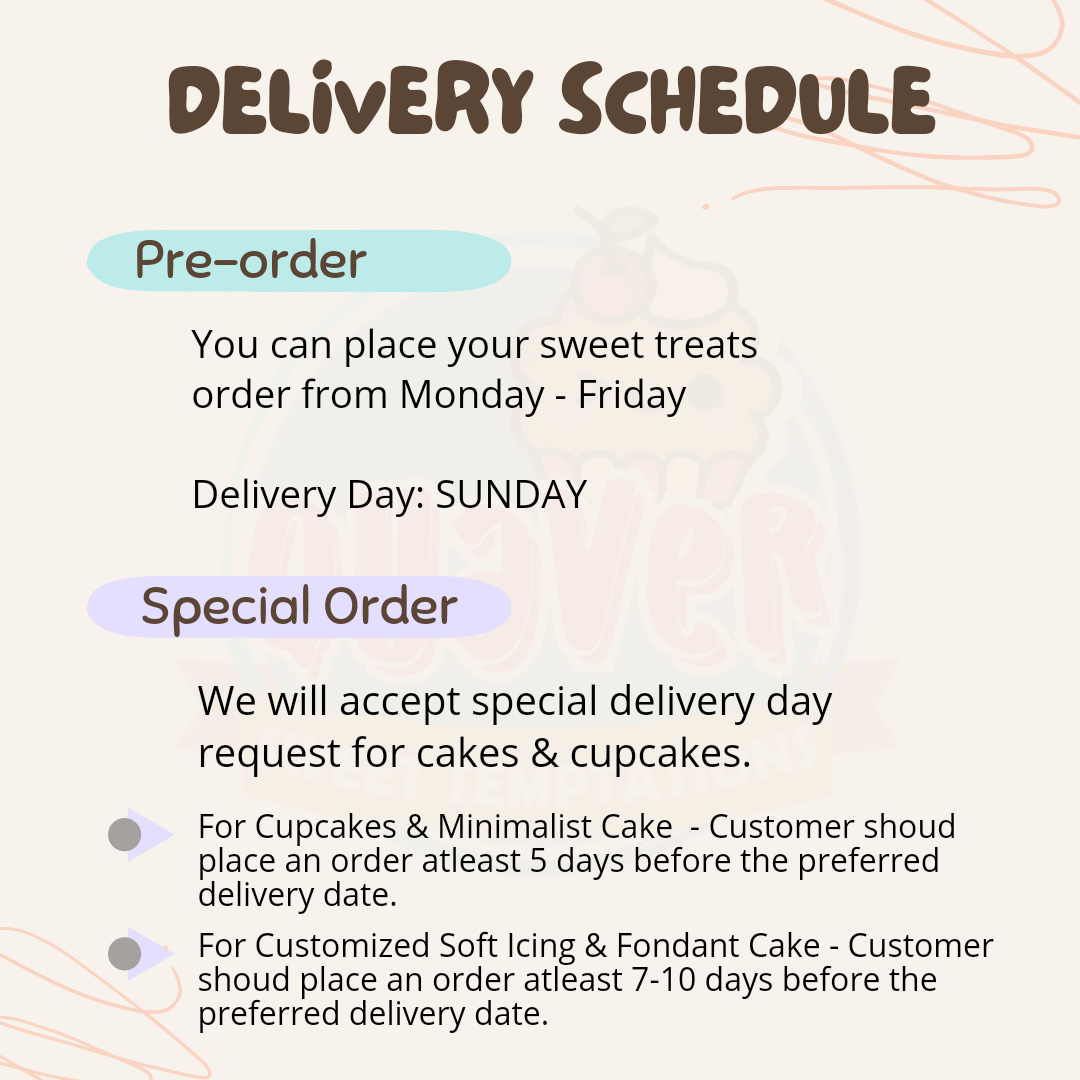 DELiVERY SCHEDULE
Pre-order
You can place your sweet treats
order from Monday - Friday
Delivery Day: SUNDAY
QUAVER
Special Order
We will accept special delivery day
request for cakes & cupcakes.
SWEET TEMPTATIONS
For Cupcakes & Minimalist Cake  - Customer shoud
place an order atleast 5 days before the preferred
delivery date.
For Customized Soft Icing & Fondant Cake - Customer
shoud place an order atleast 7-10 days before the
preferred delivery date.